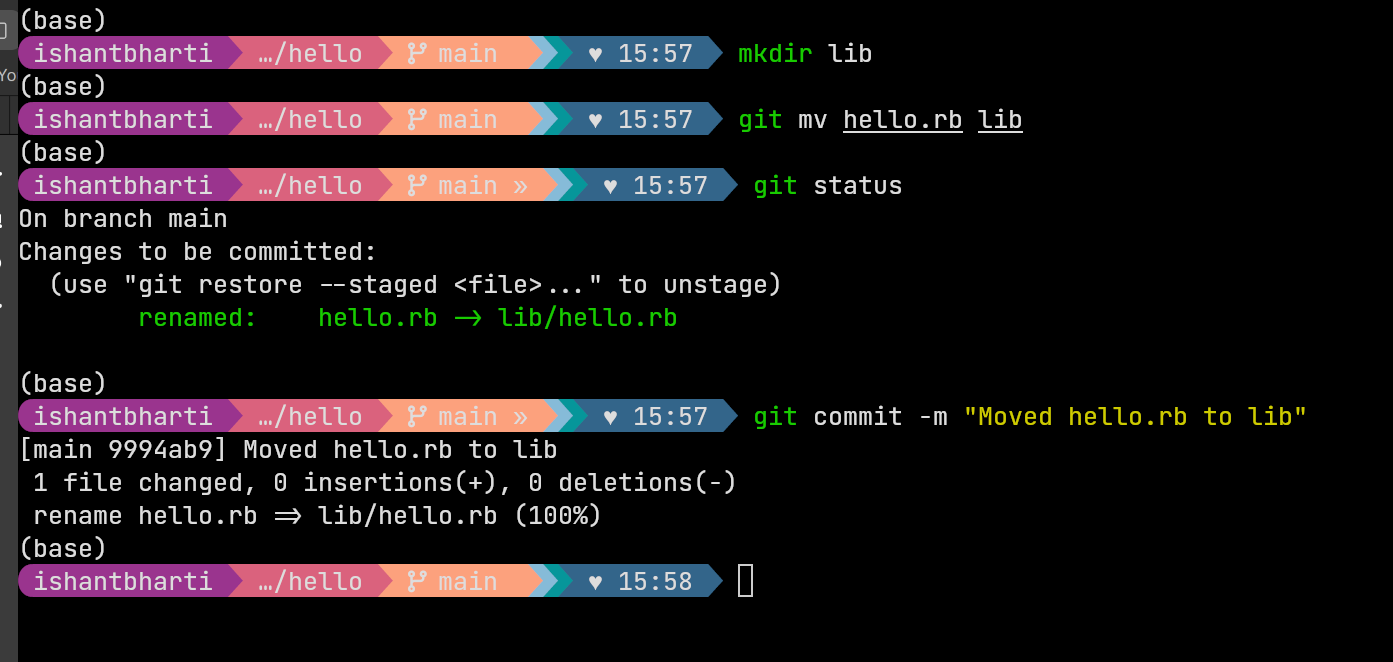 (base)
ishantbharti …/hello main ♥ 15:57 mkdir lib
Yo
(base)
ishantbharti …/hello main ♥ 15:57 git mv hello.rb lib
(base)
ishantbharti …/hello main » ♥ 15:57 git status
On branch main
Changes to be committed:
(use "git restore --staged <file>..." to unstage)
renamed: hello.rb -> lib/hello.rb
(base)
ishantbharti …/hello main » ♥ 15:57 git commit -m "Moved hello.rb to lib"
[main 9994ab9] Moved hello.rb to lib
1 file changed, 0 insertions(+), 0 deletions(-)
rename hello.rb => lib/hello.rb (100%)
(base)
ishantbharti …/hello main ♥ 15:58